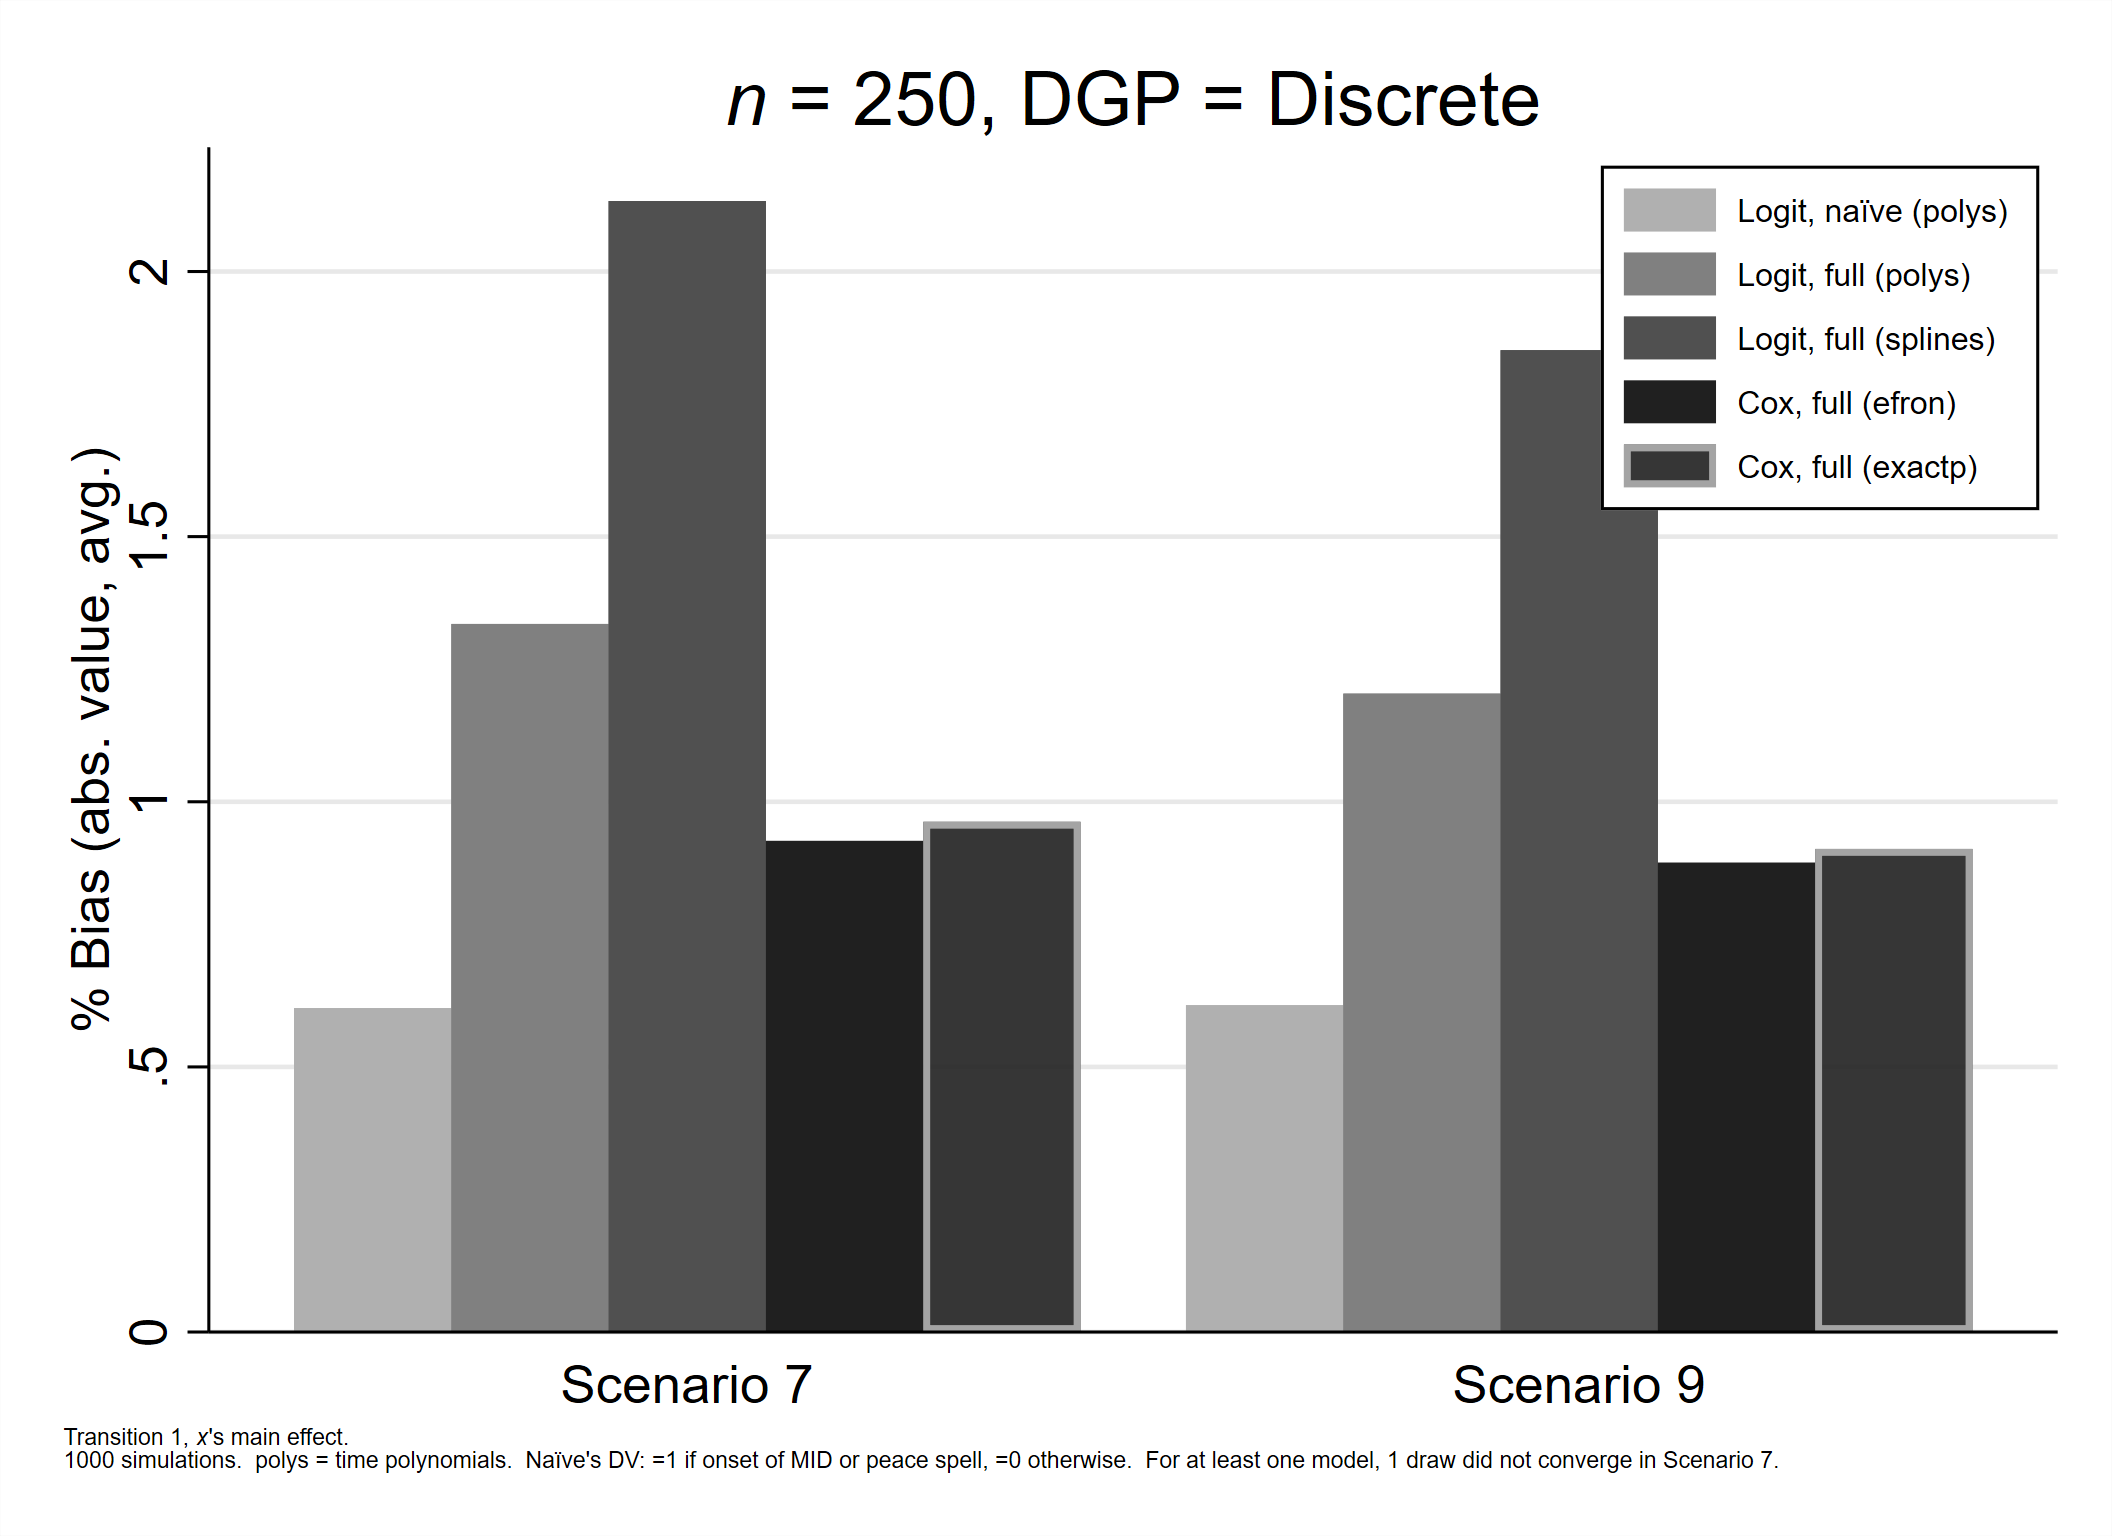 n = 250, DGP = Discrete
% Bias (abs. value, avg.)
2
1.5
1
.5
0
Logit, naïve (polys)
Logit, full (polys)
Logit, full (splines)
Cox, full (efron)
Cox, full (exactp)
Scenario 7
Scenario 9
Transition 1, x's main effect.
1000 simulations.  polys = time polynomials.  Naïve's DV: =1 if onset of MID or peace spell, =0 otherwise.  For at least one model, 1 draw did not converge in Scenario 7.